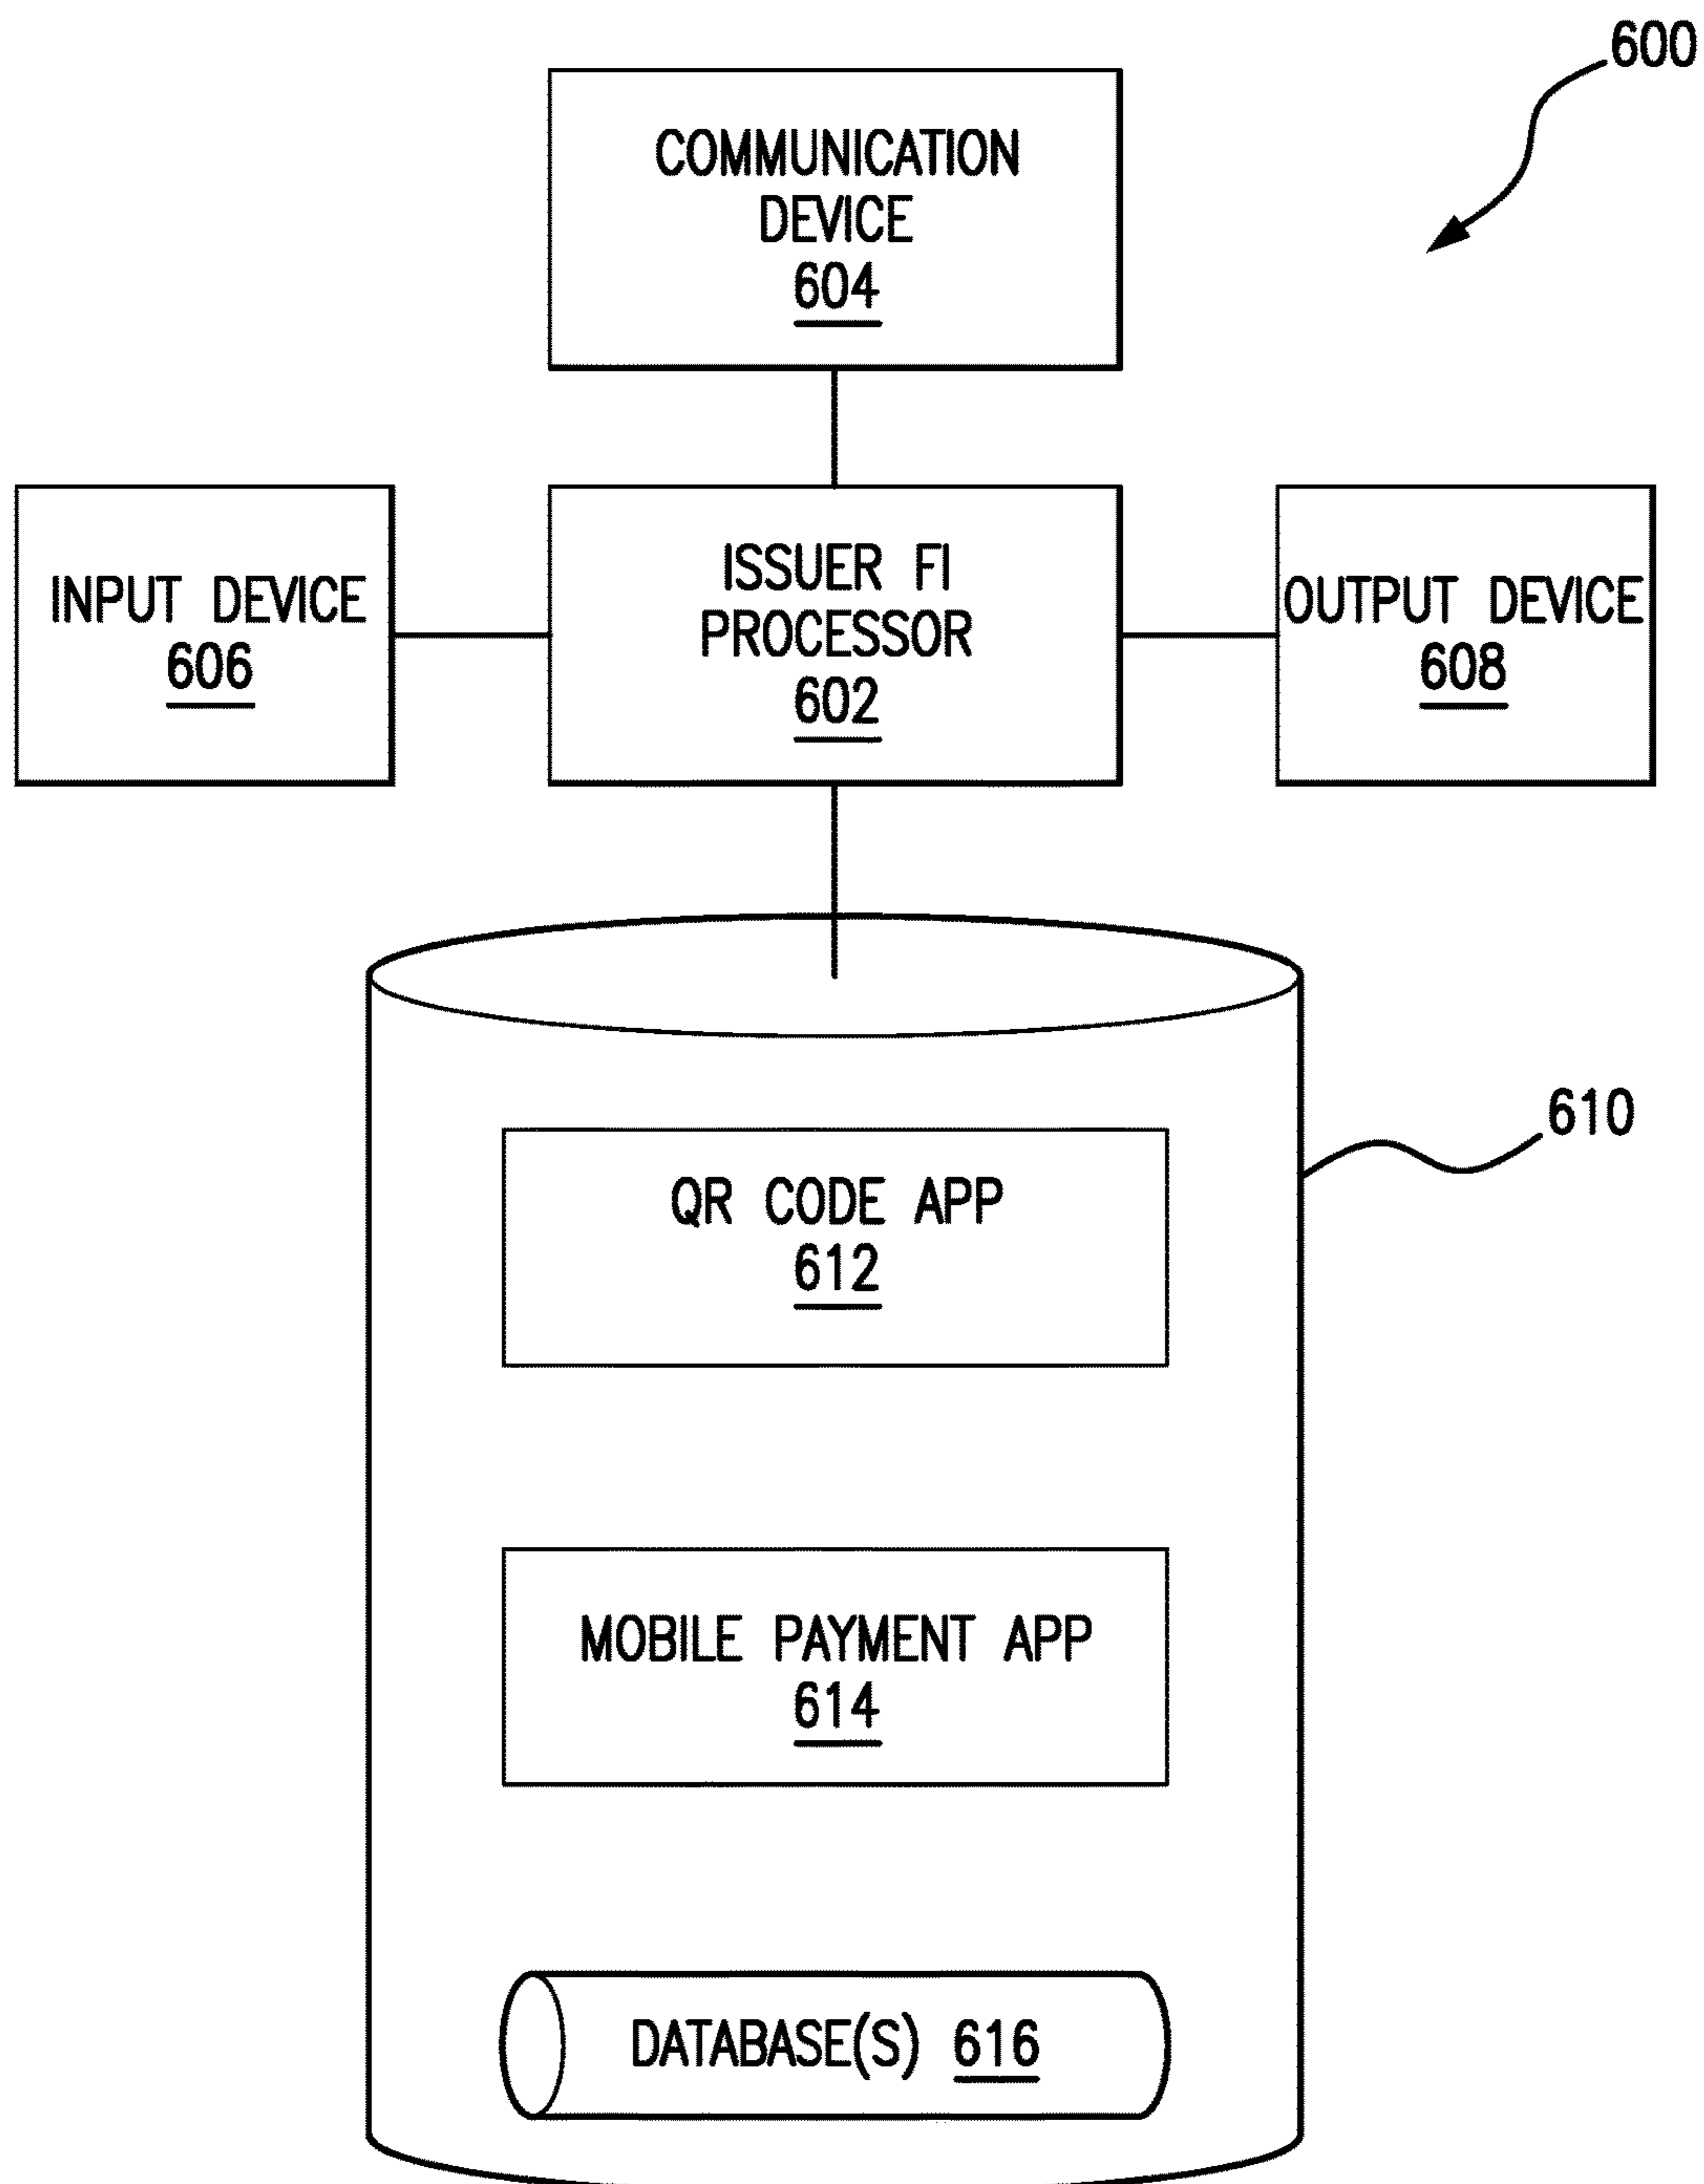 600
COMMUNICATION
DEVICE
604
INPUT DEVICE
606
ISSUER FI
PROCESSOR
602
OUTPUT DEVICE
608
610
QR CODE APP
612
MOBILE PAYMENT APP
614
DATABASE(S) 616